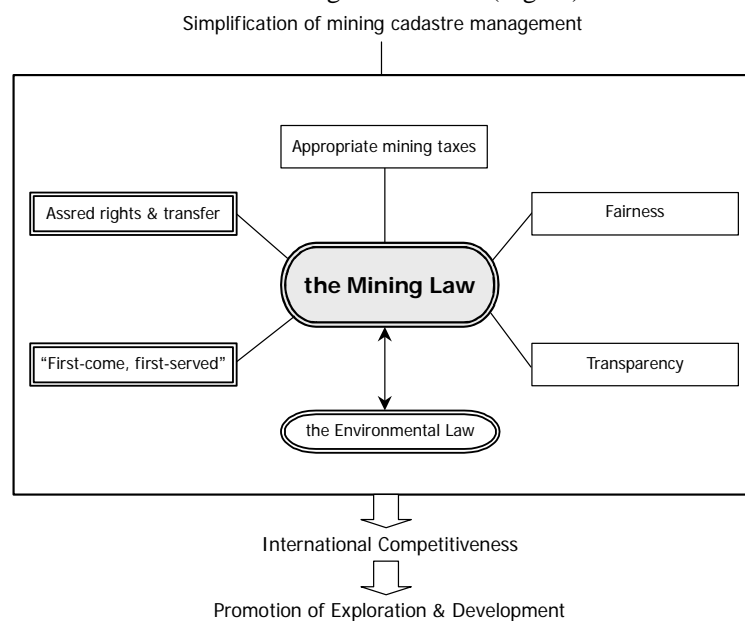 Simplification of mining cadastre management
Appropriate mining taxes
Assred rights & transfer
Fairness
the Mining Law
“First-come, first-served”
Transparency
the Environmental Law
International Competitiveness
Promotion of Exploration & Development